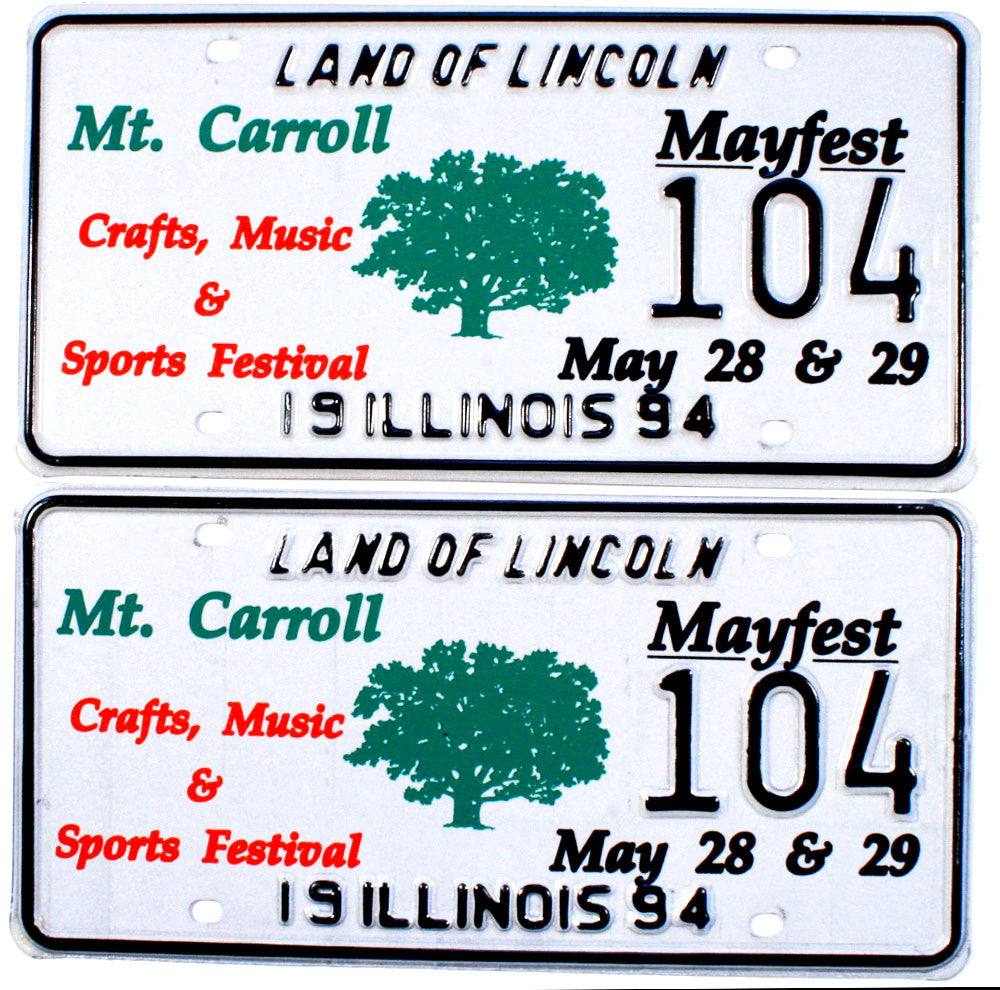 LAND OF LINCOLN
Mt. Carroll
Mayfest
104
Crafts, Music
&
Sports Festival
May 28 & 29
19 ILLINOIS 94
LAND OF LINCOLN
Mt. Carroll
Mayfest
104
Crafts, Music
&
Sports Festival
May 28 & 29
19 ILLINOIS 94